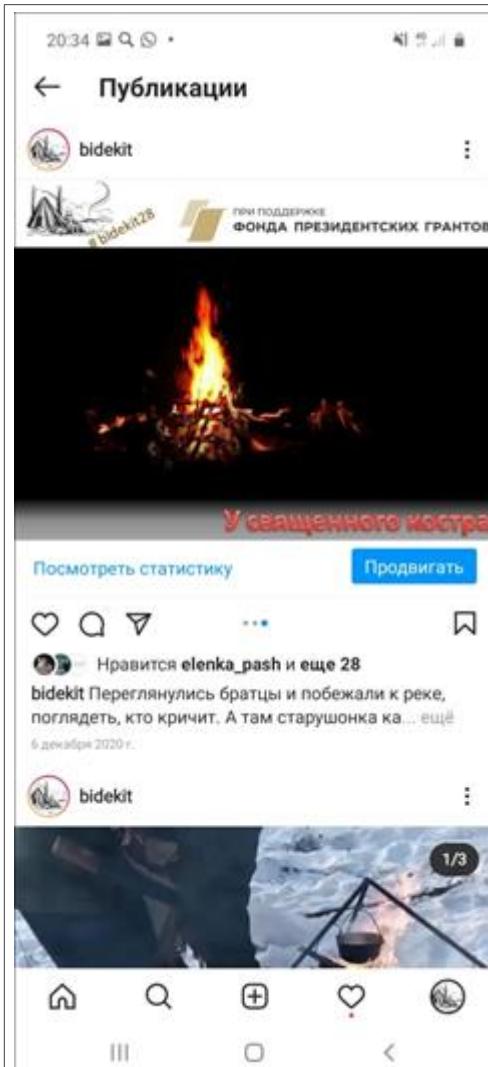 20:34
Публикации
bidekit
#bidekit28
ПРИ ПОДДЕРЖКЕ
ФОНДА ПРЕЗИДЕНТСКИХ ГРАНТОВ
У священного костра
Посмотреть статистику
Продвигать
Нравится elenka_pash и еще 28
bidekit Переглянулись братцы и побежали к реке,
поглядеть, кто кричит. А там старушонка ка... ещё
6 декабря 2020 г.
bidekit
1/3